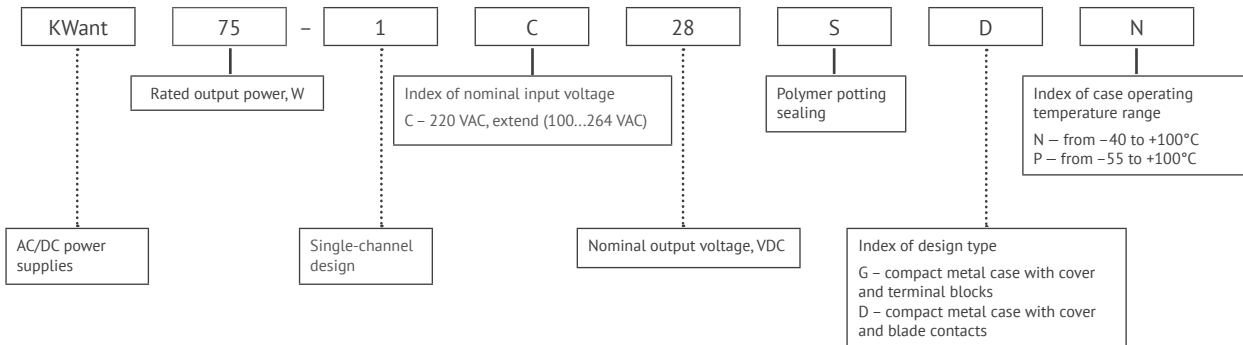 KWant 75 – 1 C 28 S D N
Rated output power, W
Index of nominal input voltage
C – 220 VAC, extend (100...264 VAC)
Polymer potting
sealing
Index of case operating
temperature range
N — from –40 to +100°C
P — from –55 to +100°C
AC/DC power
supplies
Single-channel
design
Nominal output voltage, VDC
Index of design type
G – compact metal case with cover
and terminal blocks
D – compact metal case with cover
and blade contacts